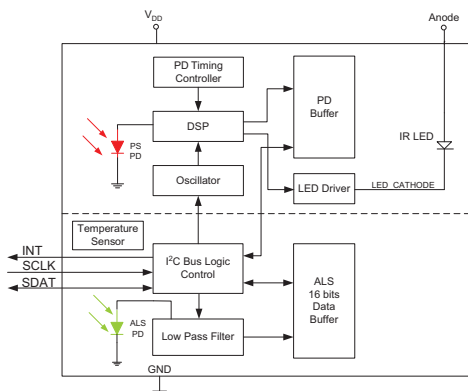 VDD
Anode
PD Timing
Controller
DSP
PD
Buffer
PS
PD
IR LED
Oscillator
LED Driver
LED_CATHODE
Temperature
Sensor
INT
SCLK
SDAT
I²C Bus Logic
Control
ALS
16 bits
Data
Buffer
ALS
PD
Low Pass Filter
GND